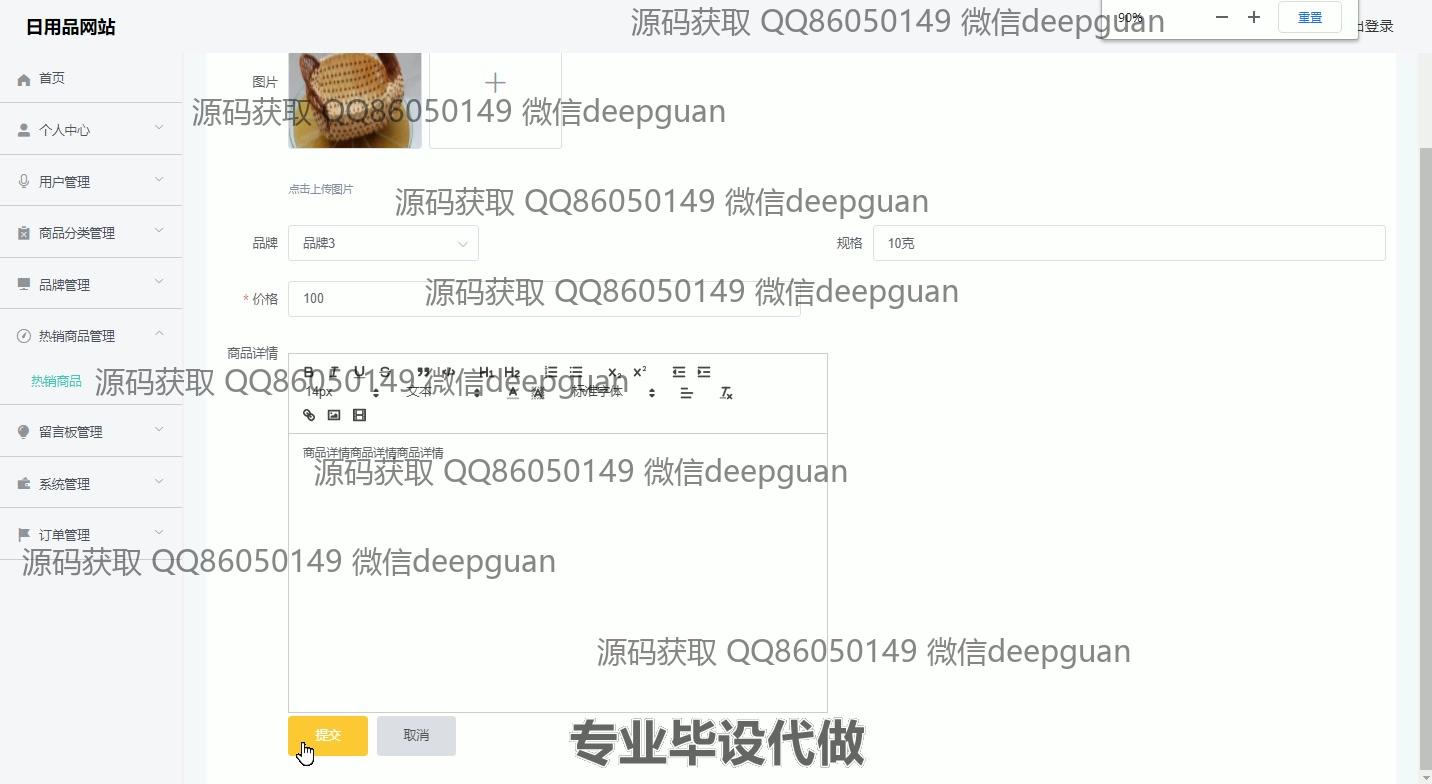 日用品网站
源码获取 QQ86050149 微信deepguan
90%
重置
出登录
首页
图片
源码获取 QQ86050149 微信deepguan
个人中心
用户管理
点击上传图片
源码获取 QQ86050149 微信deepguan
商品分类管理
品牌
品牌3
规格
10克
品牌管理
* 价格
100
源码获取 QQ86050149 微信deepguan
热销商品管理
商品详情
B I U S H1 H2 X2 X2
热销商品
源码获取 QQ86050149 微信deepguan
14px
文本
标准字体
留言板管理
商品详情商品详情商品详情
源码获取 QQ86050149 微信deepguan
系统管理
订单管理
源码获取 QQ86050149 微信deepguan
源码获取 QQ86050149 微信deepguan
提交
取消
专业毕设代做